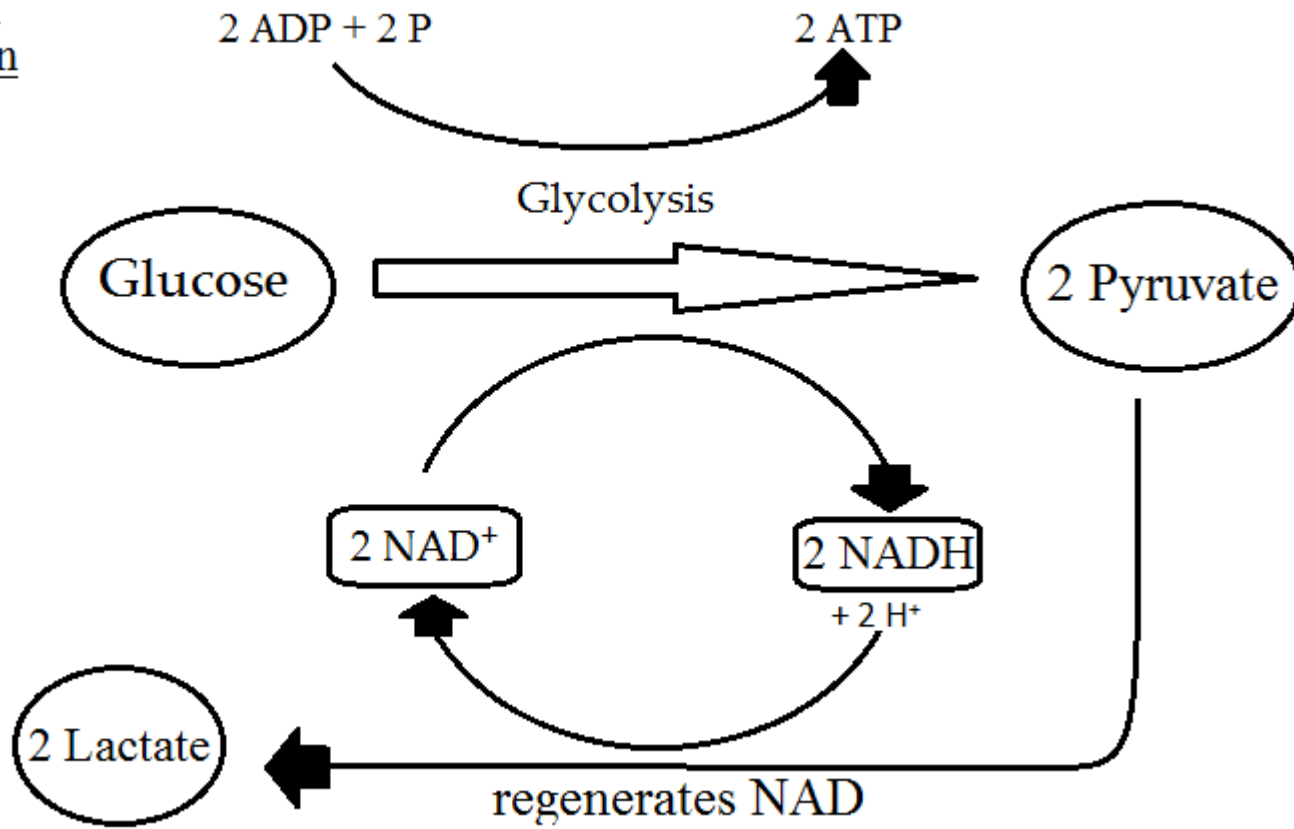 2 ADP + 2 P
2 ATP
n
Glycolysis
Glucose
2 Pyruvate
2 NAD⁺
2 NADH
+ 2 H⁺
2 Lactate
regenerates NAD